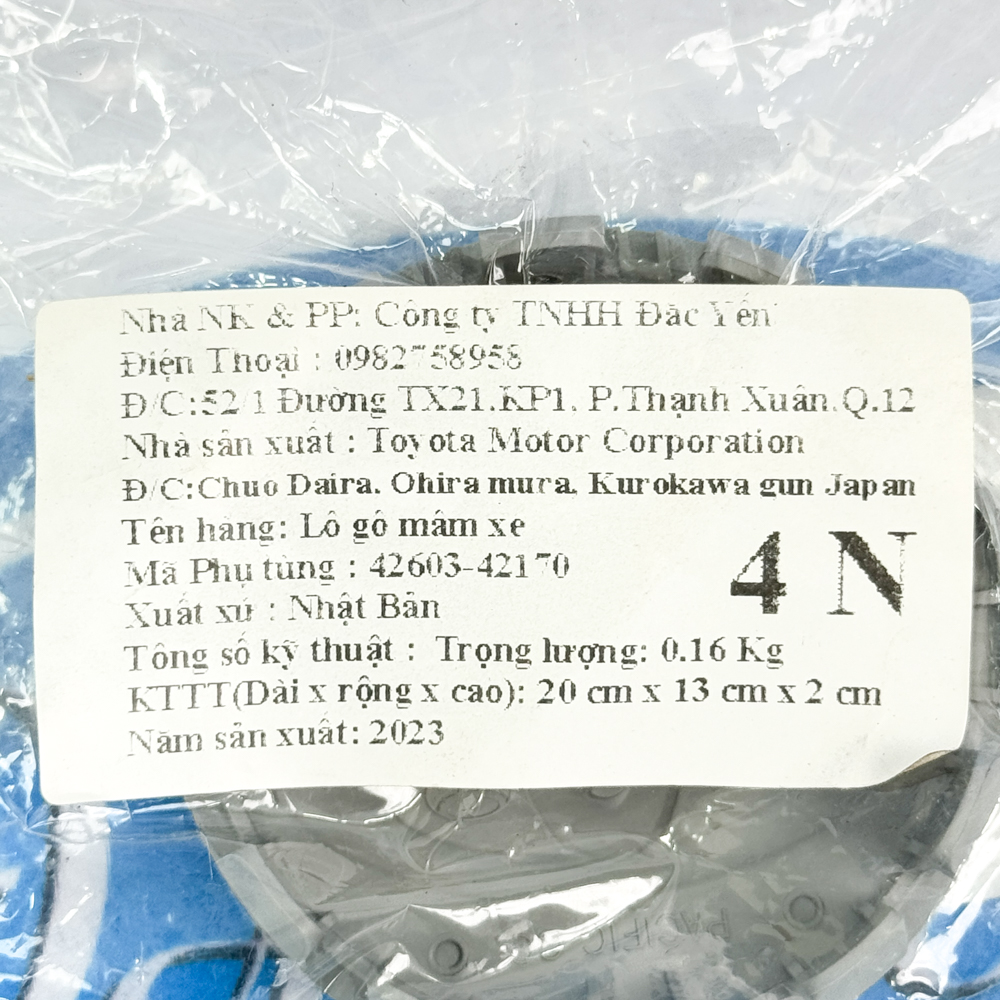 Nhà NK & PP: Công ty TNHH Đăc Yến
Điện Thoại : 0982758958
Đ/C:52/1 Đường TX21.KP1. P.Thạnh Xuân.Q.12
Nhà sản xuất : Toyota Motor Corporation
Đ/C:Chuo Daira. Ohira mura. Kurokawa gun Japan
Tên hàng: Lô gô mâm xe
Mã Phụ tùng : 42603-42170
4 N
Xuất xứ : Nhật Bản
Tông số kỹ thuật : Trọng lượng: 0.16 Kg
KTTT(Dài x rộng x cao): 20 cm x 13 cm x 2 cm
Năm sản xuất: 2023
PACIFIC